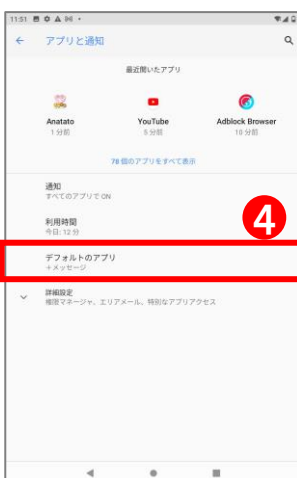 11:51
アプリと通知
最近開いたアプリ
Anatato YouTube Adblock Browser
1 分前 5 分前 10 分前
78 個のアプリをすべて表示
通知
すべてのアプリで ON
利用時間
今日: 12 分
4
デフォルトのアプリ
+メッセージ
詳細設定
権限マネージャ、エリアメール、特別なアプリアクセス